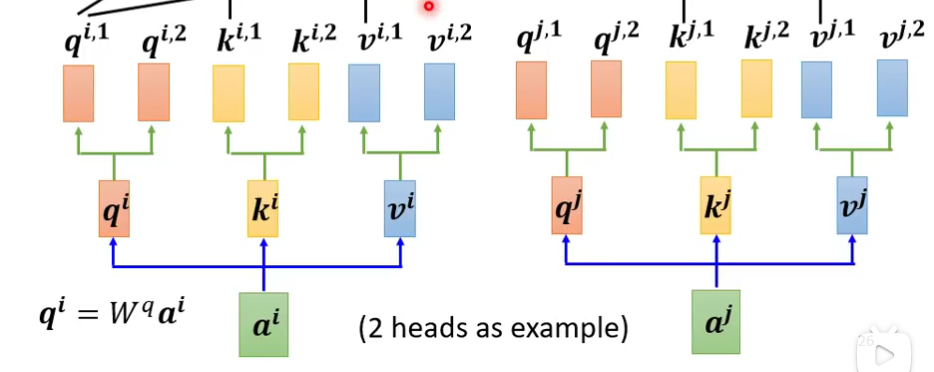 q^{i,1} q^{i,2} k^{i,1} k^{i,2} v^{i,1} v^{i,2} q^{j,1} q^{j,2} k^{j,1} k^{j,2} v^{j,1} v^{j,2}
q^i k^i v^i q^j k^j v^j
q^i = W^q a^i a^i (2 heads as example) a^j
26